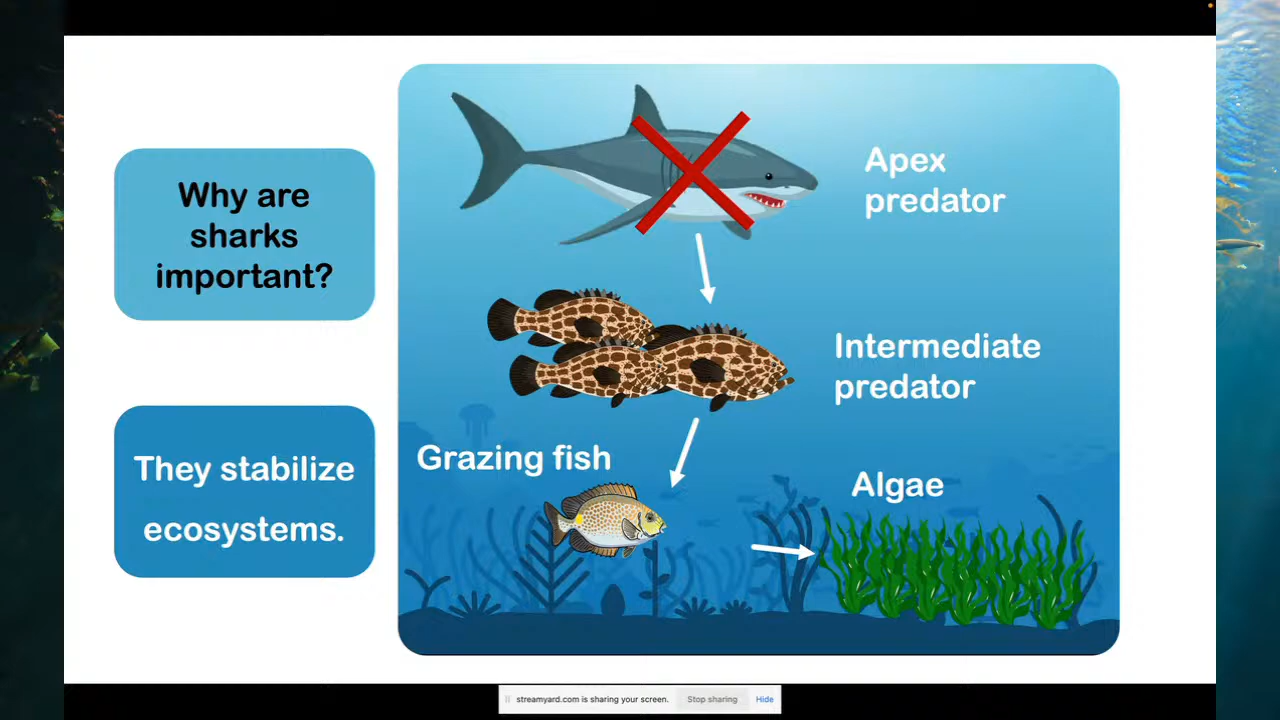 Why are
sharks
important?
They stabilize
ecosystems.
Apex
predator
Intermediate
predator
Grazing fish
Algae
streamyard.com is sharing your screen. Stop sharing Hide